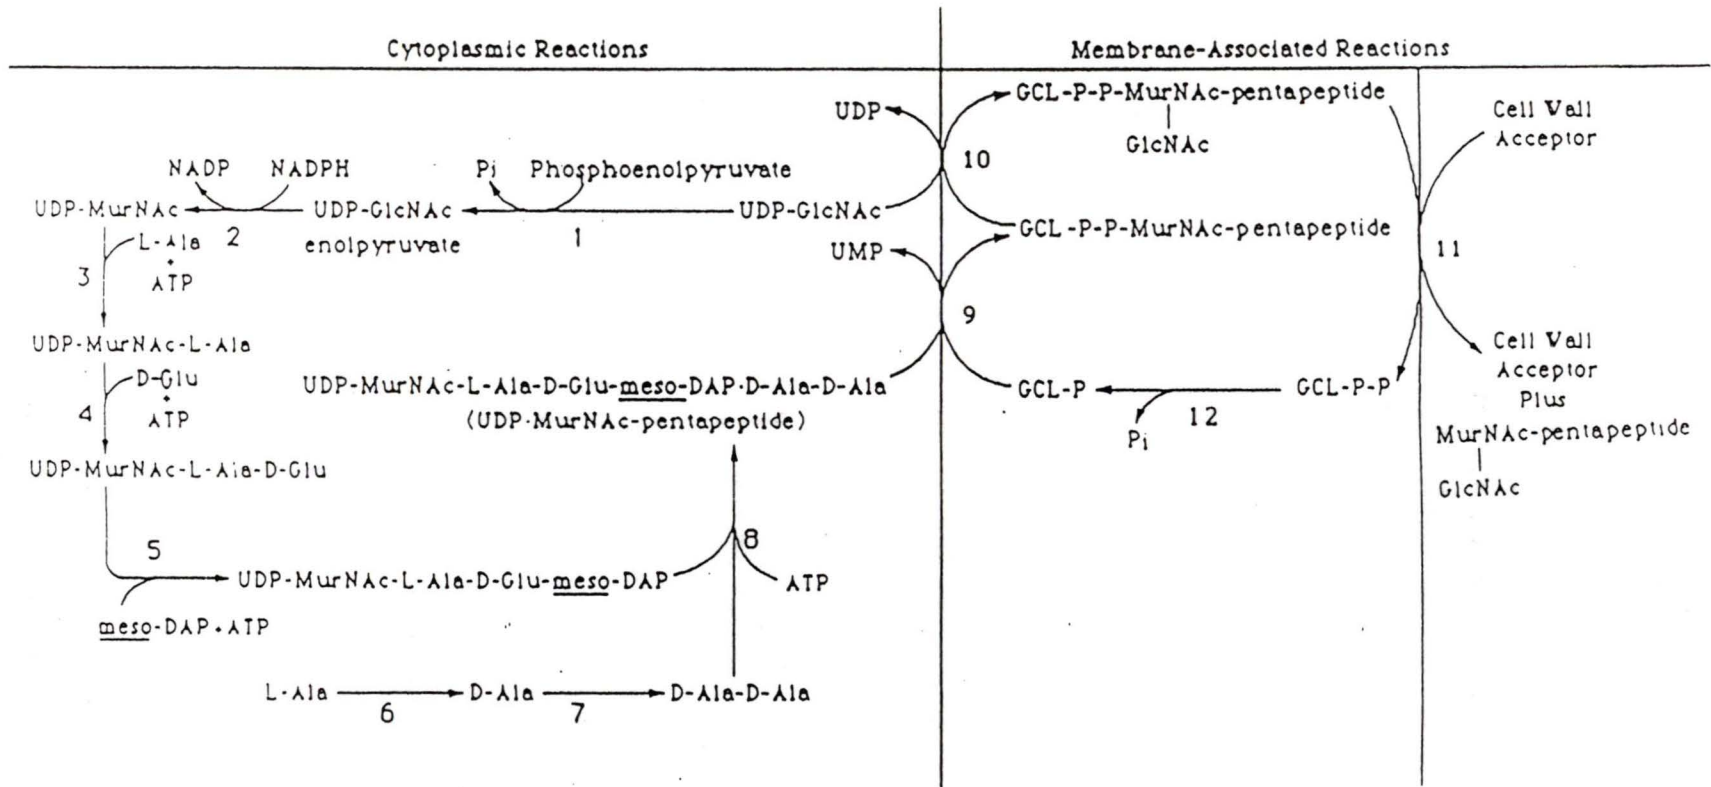 Cytoplasmic Reactions
Membrane-Associated Reactions
UDP
GCL-P-P-MurNAc-pentapeptide
GlcNAc
Cell Wall
Acceptor
10
NADP NADPH
Pi Phosphoenolpyruvate
UDP-MurNAc
UDP-GlcNAc
enolpyruvate
UDP-GlcNAc
2
1
GCL-P-P-MurNAc-pentapeptide
UMP
11
L-Ala
+
ATP
3
9
UDP-MurNAc-L-Ala
D-Glu
+
ATP
4
UDP-MurNAc-L-Ala-D-Glu-meso-DAP-D-Ala-D-Ala
(UDP-MurNAc-pentapeptide)
GCL-P
GCL-P-P
12
Pi
Cell Wall
Acceptor
Plus
MurNAc-pentapeptide
GlcNAc
UDP-MurNAc-L-Ala-D-Glu
5
8
UDP-MurNAc-L-Ala-D-Glu-meso-DAP
ATP
meso-DAP+ATP
L-Ala
D-Ala
D-Ala-D-Ala
6
7